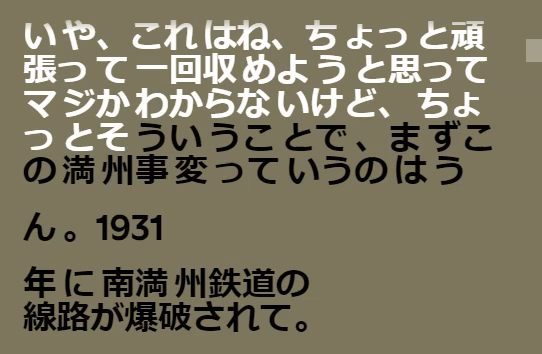 いや、これはね、ちょっと頑
張って一回収めようと思って
マジかわからないけど、ちょ
っとそういうことで、まずこ
の満州事変っていうのはう
ん。1931
年に南満州鉄道の
線路が爆破されて。